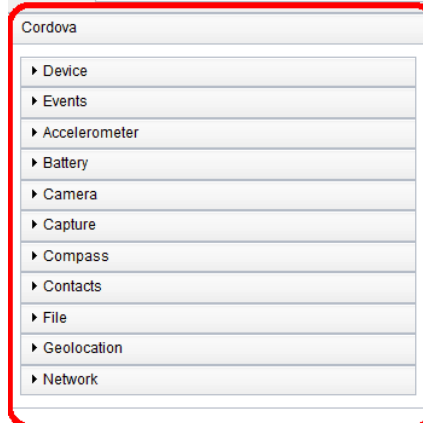 Cordova
Device
Events
Accelerometer
Battery
Camera
Capture
Compass
Contacts
File
Geolocation
Network